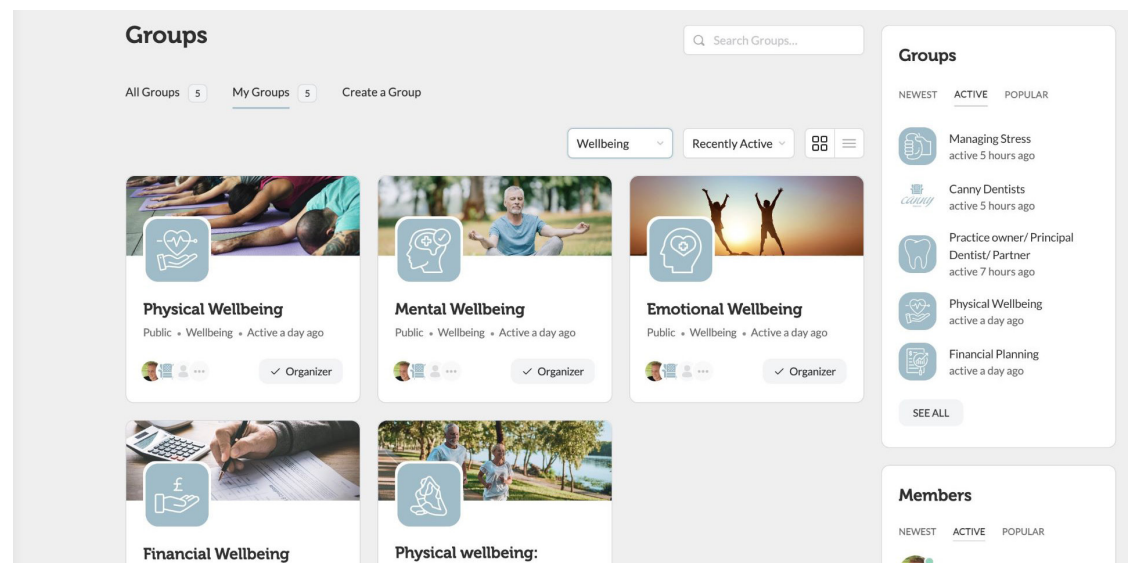 Groups
Search Groups...
All Groups 5 My Groups 5 Create a Group
Wellbeing Recently Active
Physical Wellbeing
Public • Wellbeing • Active a day ago
Organizer
Mental Wellbeing
Public • Wellbeing • Active a day ago
Organizer
Emotional Wellbeing
Public • Wellbeing • Active a day ago
Organizer
£
Financial Wellbeing
Physical wellbeing:
Groups
NEWEST ACTIVE POPULAR
Managing Stress
active 5 hours ago
canny
Canny Dentists
active 5 hours ago
Practice owner/ Principal
Dentist/ Partner
active 7 hours ago
Physical Wellbeing
active a day ago
Financial Planning
active a day ago
SEE ALL
Members
NEWEST ACTIVE POPULAR